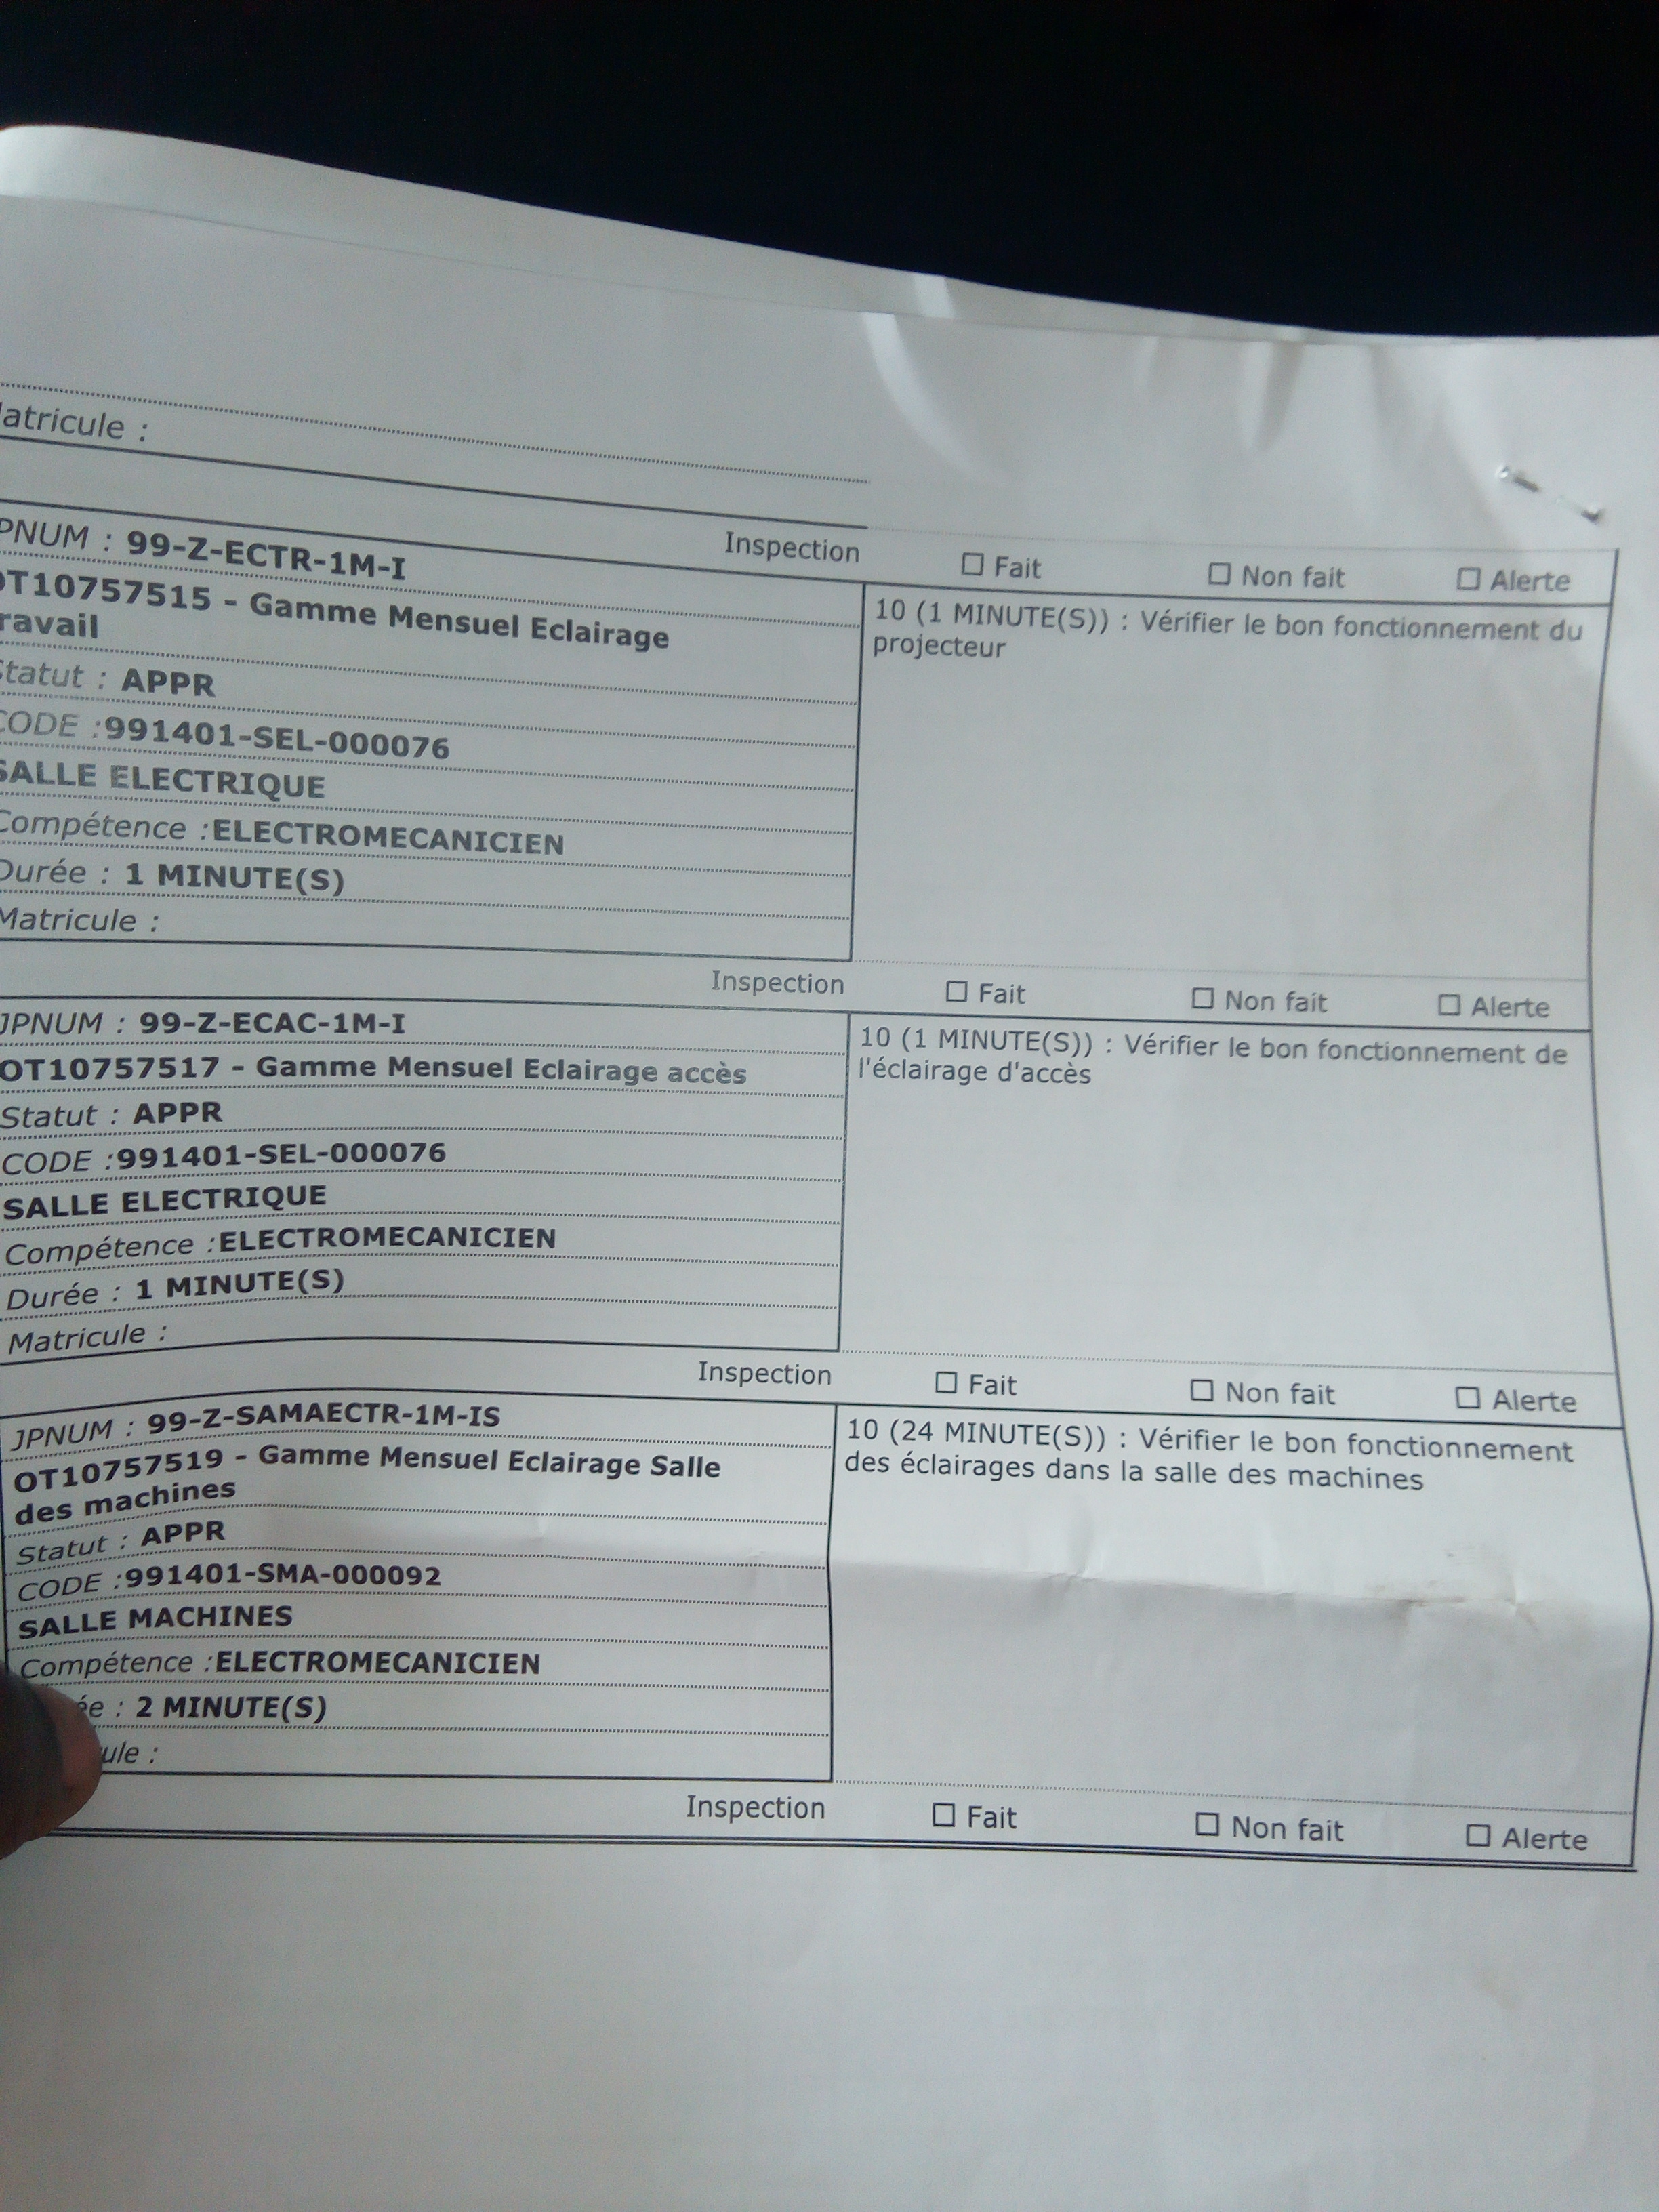 atricule :
Inspection ☐ Fait ☐ Non fait ☐ Alerte
PNUM : 99-Z-ECTR-1M-I
OT10757515 - Gamme Mensuel Eclairage
ravail
Statut : APPR
CODE :991401-SEL-000076
SALLE ELECTRIQUE
Compétence :ELECTROMECANICIEN
Durée : 1 MINUTE(S)
Matricule :
10 (1 MINUTE(S)) : Vérifier le bon fonctionnement du
projecteur
Inspection ☐ Fait ☐ Non fait ☐ Alerte
JPNUM : 99-Z-ECAC-1M-I
OT10757517 - Gamme Mensuel Eclairage accès
Statut : APPR
CODE :991401-SEL-000076
SALLE ELECTRIQUE
Compétence :ELECTROMECANICIEN
Durée : 1 MINUTE(S)
Matricule :
10 (1 MINUTE(S)) : Vérifier le bon fonctionnement de
l'éclairage d'accès
Inspection ☐ Fait ☐ Non fait ☐ Alerte
JPNUM : 99-Z-SAMAECTR-1M-IS
OT10757519 - Gamme Mensuel Eclairage Salle
des machines
Statut : APPR
CODE :991401-SMA-000092
SALLE MACHINES
Compétence :ELECTROMECANICIEN
ée : 2 MINUTE(S)
ule :
10 (24 MINUTE(S)) : Vérifier le bon fonctionnement
des éclairages dans la salle des machines
Inspection ☐ Fait ☐ Non fait ☐ Alerte